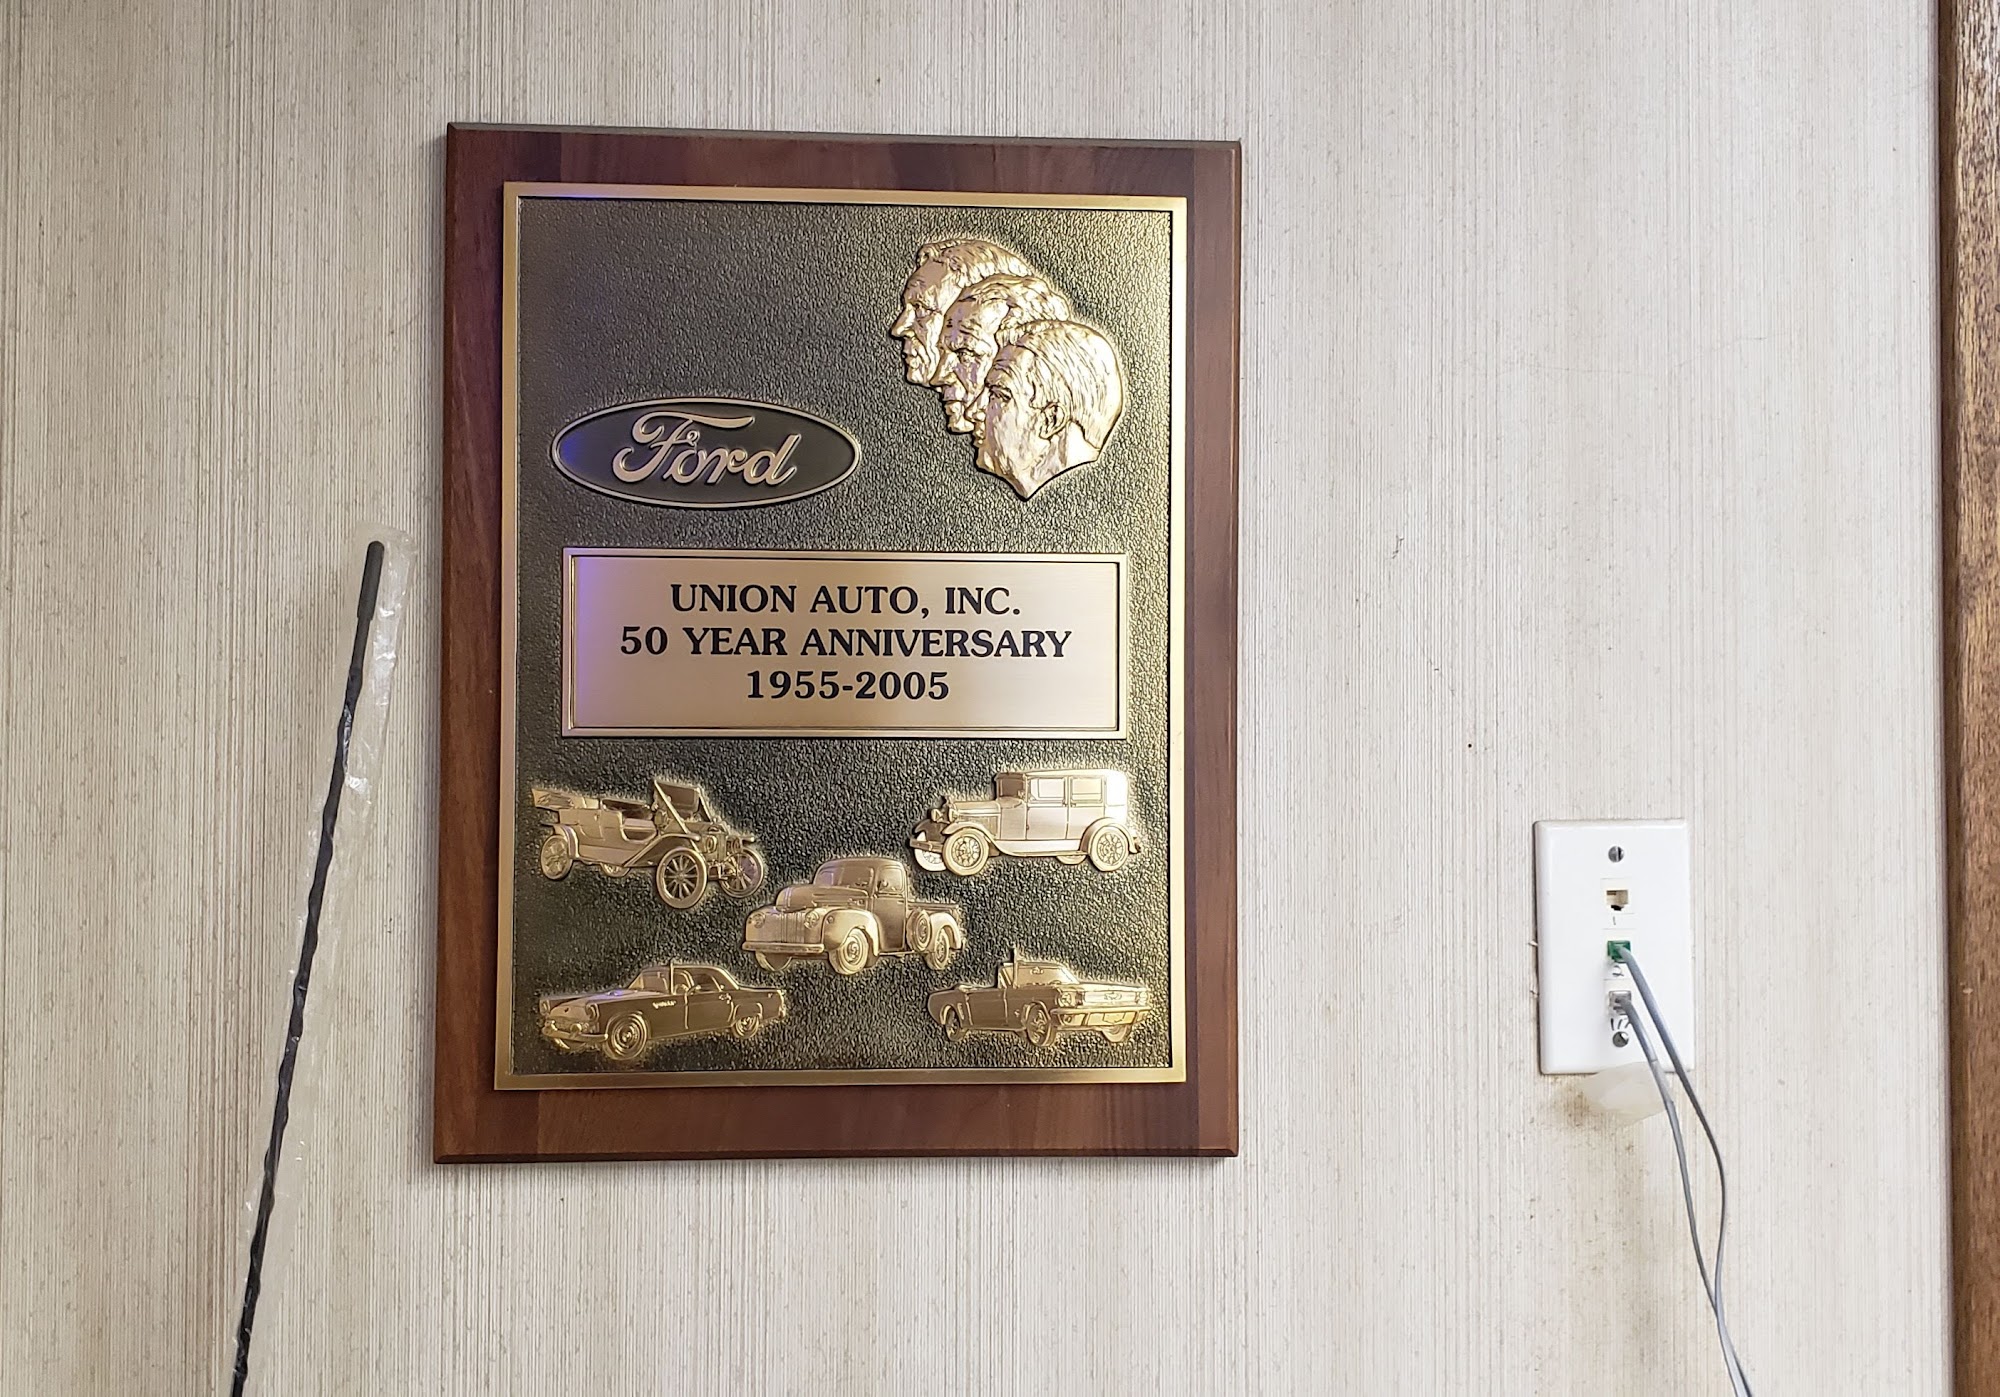 Ford
UNION AUTO, INC.
50 YEAR ANNIVERSARY
1955-2005